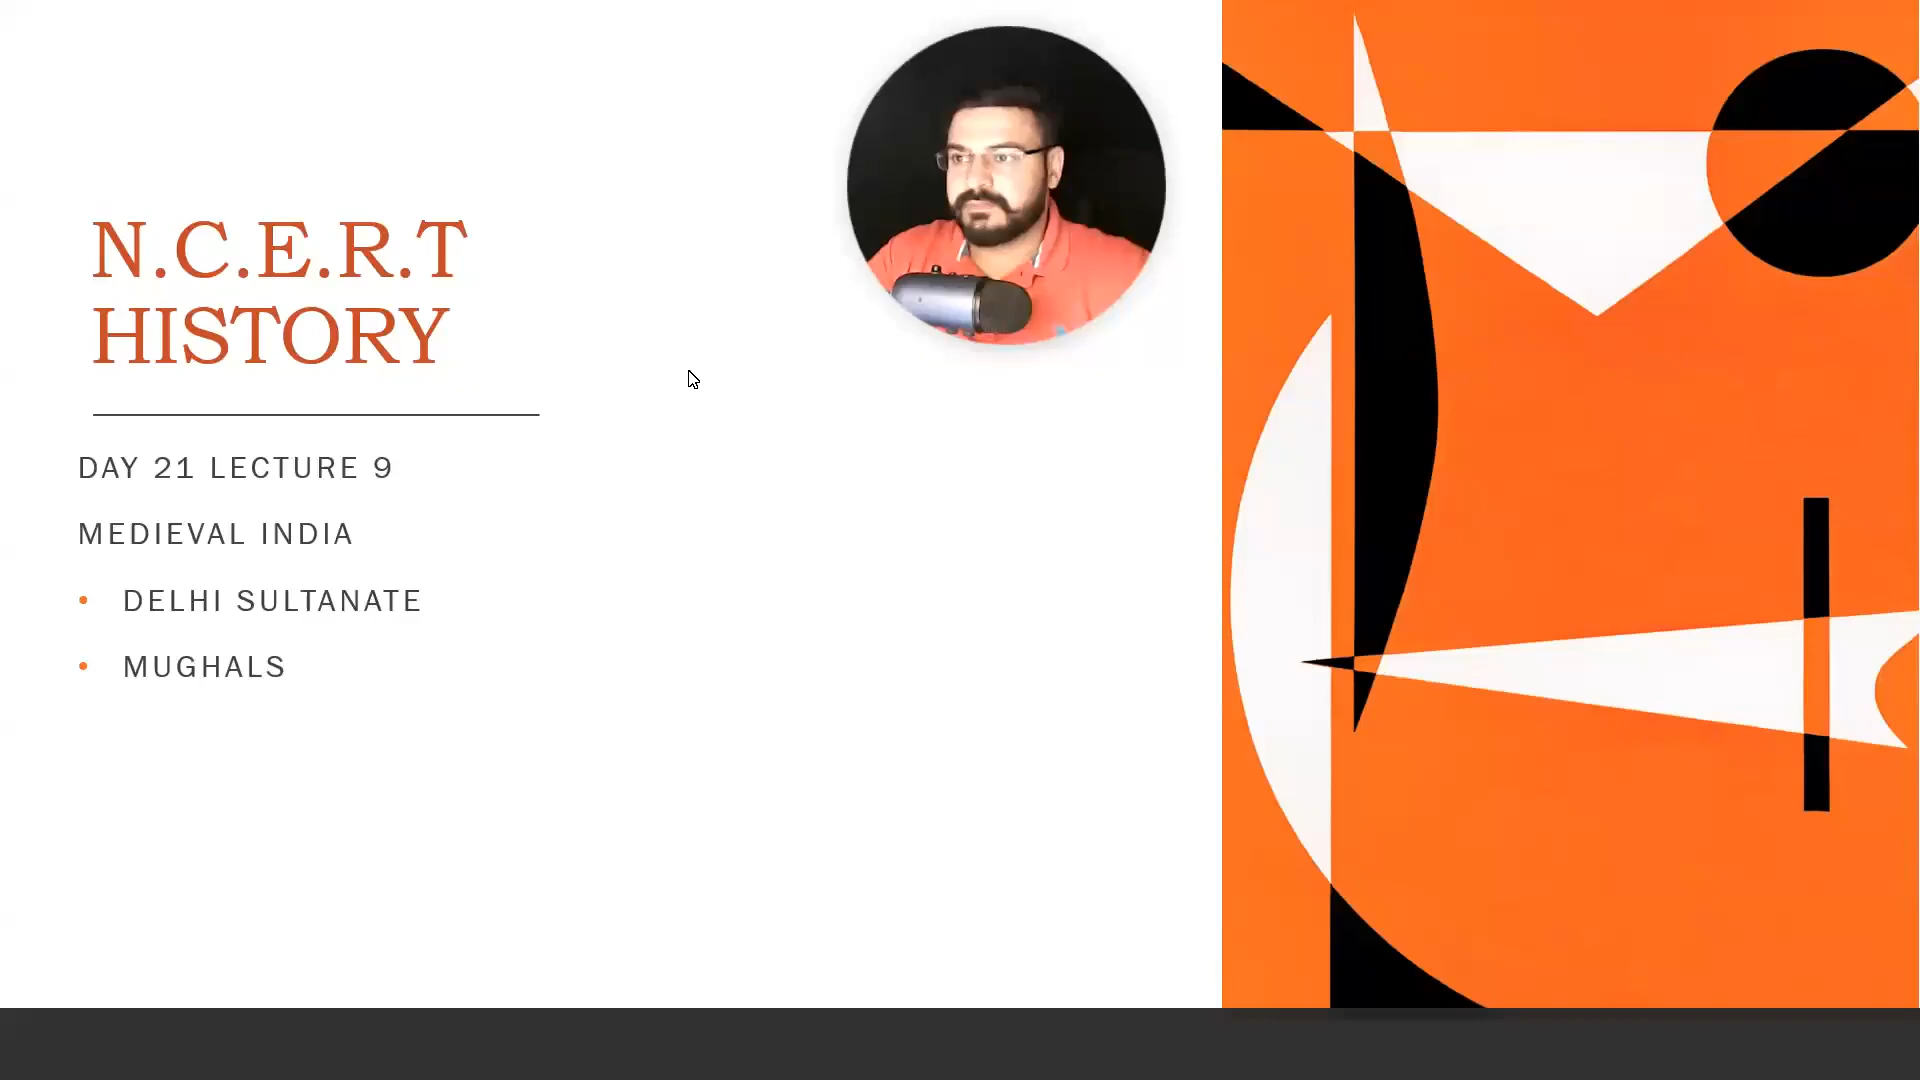 N.C.E.R.T
HISTORY
DAY 21 LECTURE 9
MEDIEVAL INDIA
• DELHI SULTANATE
• MUGHALS